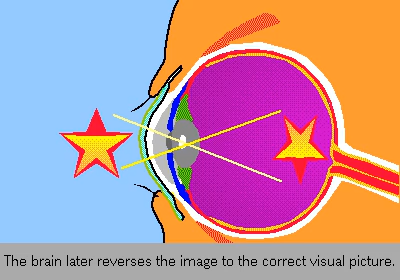 The brain later reverses the image to the correct visual picture.